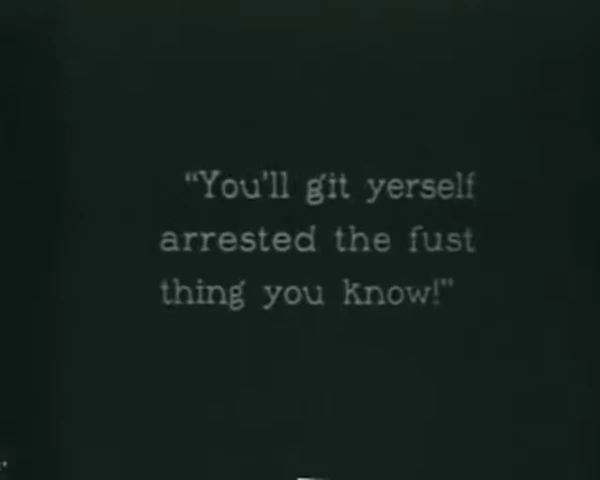 "You'll git yerself
arrested the fust
thing you know!"